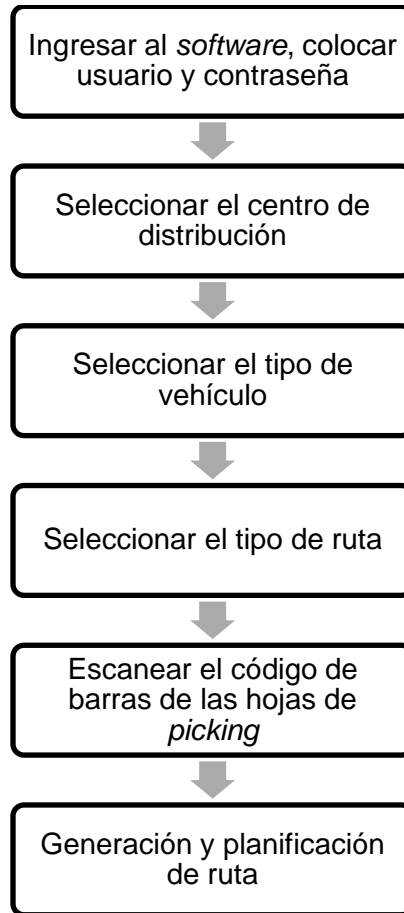 Ingresar al software, colocar
usuario y contraseña
Seleccionar el centro de
distribución
Seleccionar el tipo de
vehículo
Seleccionar el tipo de ruta
Escanear el código de
barras de las hojas de
picking
Generación y planificación
de ruta